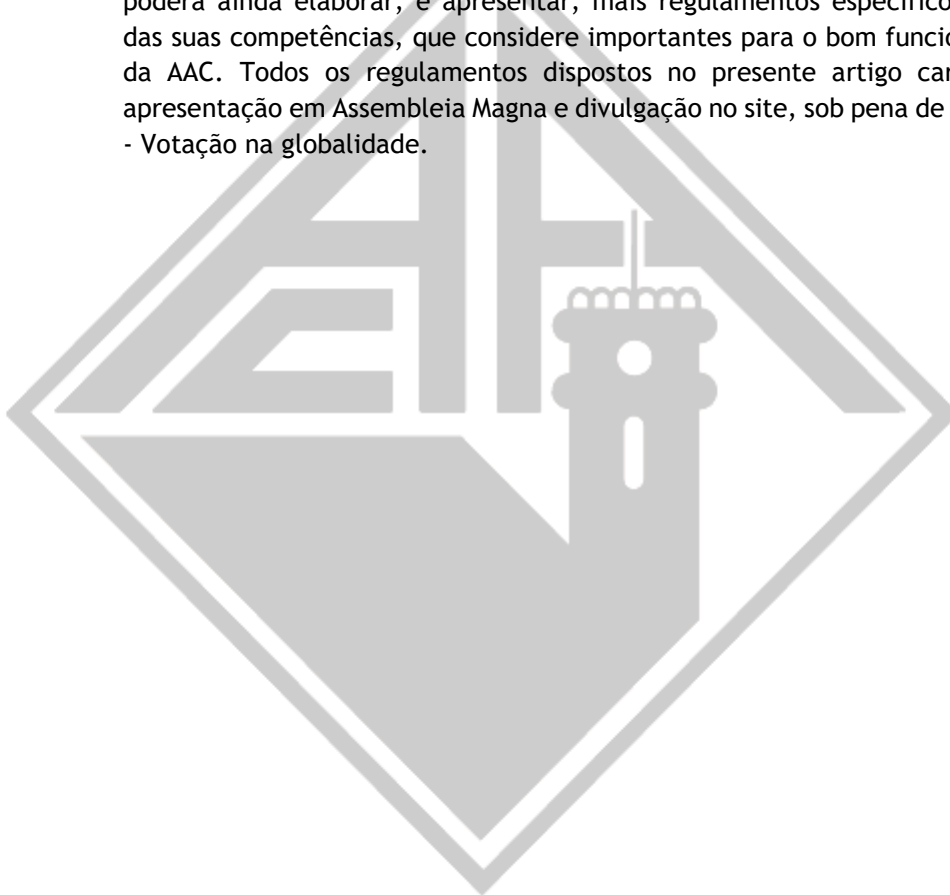 poderá ainda elaborar, e apresentar, mais regulamentos específico
das suas competências, que considere importantes para o bom funcio
da AAC. Todos os regulamentos dispostos no presente artigo car
apresentação em Assembleia Magna e divulgação no site, sob pena de
- Votação na globalidade.